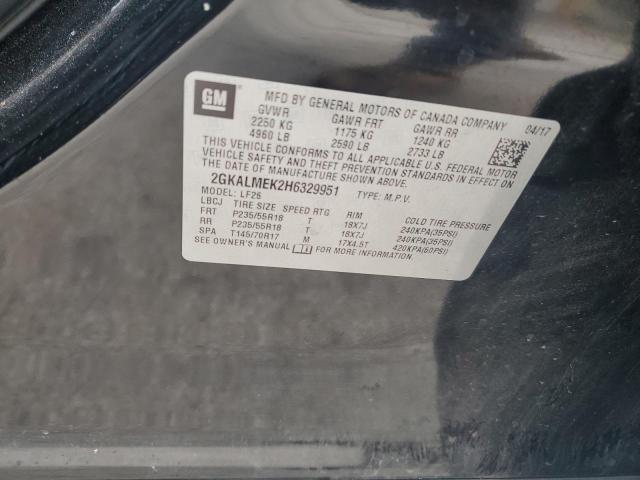 GM
MFD BY GENERAL MOTORS OF CANADA COMPANY 04/17
GVWR GAWR FRT GAWR RR
2250 KG 1175 KG 1240 KG
4960 LB 2590 LB 2733 LB
THIS VEHICLE CONFORMS TO ALL APPLICABLE U.S. FEDERAL MOTOR
VEHICLE SAFETY, BUMPER, AND THEFT PREVENTION STANDARDS IN EFFECT ON
THE DATE OF MANUFACTURE SHOWN ABOVE.
2GKALMEK2H6329951 TYPE: M.P.V.
MODEL: LF26
LBCJ TIRE SIZE SPEED RTG RIM COLD TIRE PRESSURE
FRT P235/55R18 T 18X7J 240KPA(35PSI)
RR P235/55R18 T 18X7J 240KPA(35PSI)
SPA T145/70R17 M 17X4.5T 420KPA(60PSI)
SEE OWNER'S MANUAL FOR MORE INFORMATION.